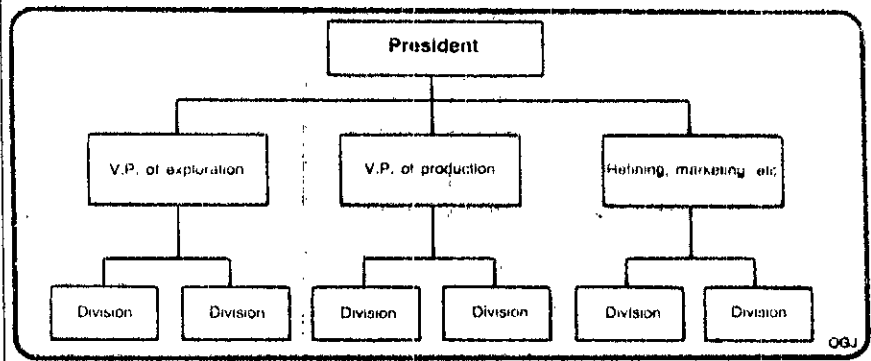 President
V.P. of exploration
V.P. of production
Refining, marketing etc
Division
Division
Division
Division
Division
Division
OGJ